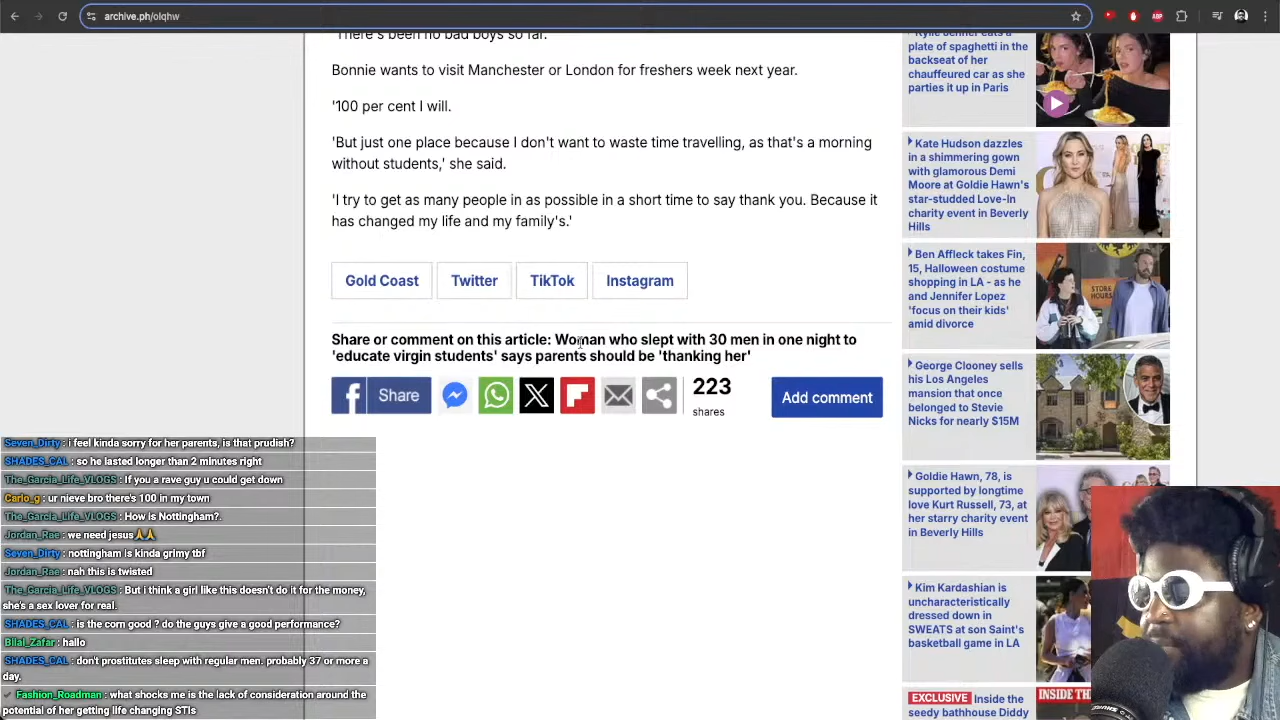 archive.ph/olqhw
'There's been no bad boys so far.'
Bonnie wants to visit Manchester or London for freshers week next year.
'100 per cent I will.
'But just one place because I don't want to waste time travelling, as that's a morning
without students,' she said.
'I try to get as many people in as possible in a short time to say thank you. Because it
has changed my life and my family's.'
Gold Coast
Twitter
TikTok
Instagram
Share or comment on this article: Woman who slept with 30 men in one night to
'educate virgin students' says parents should be 'thanking her'
Share
223
shares
Add comment
Kylie Jenner eats a
plate of spaghetti in the
backseat of her
chauffeured car as she
parties it up in Paris
Kate Hudson dazzles
in a shimmering gown
with glamorous Demi
Moore at Goldie Hawn's
star-studded Love-In
charity event in Beverly
Hills
Ben Affleck takes Fin,
15, Halloween costume
shopping in LA - as he
and Jennifer Lopez
'focus on their kids'
amid divorce
STORE
HOURS
George Clooney sells
his Los Angeles
mansion that once
belonged to Stevie
Nicks for nearly $15M
Goldie Hawn, 78, is
supported by longtime
love Kurt Russell, 73, at
her starry charity event
in Beverly Hills
Kim Kardashian is
uncharacteristically
dressed down in
SWEATS at son Saint's
basketball game in LA
EXCLUSIVE Inside the
seedy bathhouse Diddy
INSIDE TH
Seven_Dirty : i feel kinda sorry for her parents, is that prudish?
SHADES_CAL : so he lasted longer than 2 minutes right
The_Garcia_Life_VLOGS : If you a rave guy u could get down
Carlo_g : ur nieve bro there's 100 in my town
The_Garcia_Life_VLOGS : How is Nottingham?.
Jordan_Rae : we need jesus🙏🙏
Seven_Dirty : nottingham is kinda grimy tbf
Jordan_Rae : nah this is twisted
The_Garcia_Life_VLOGS : But i think a girl like this doesn't do it for the money,
she's a sex lover for real.
SHADES_CAL : is the corn good ? do the guys give a good performance?
Bilal_Zafar : hallo
SHADES_CAL : don't prostitutes sleep with regular men. probably 37 or more a
day.
Fashion_Roadman : what shocks me is the lack of consideration around the
potential of her getting life changing STIs